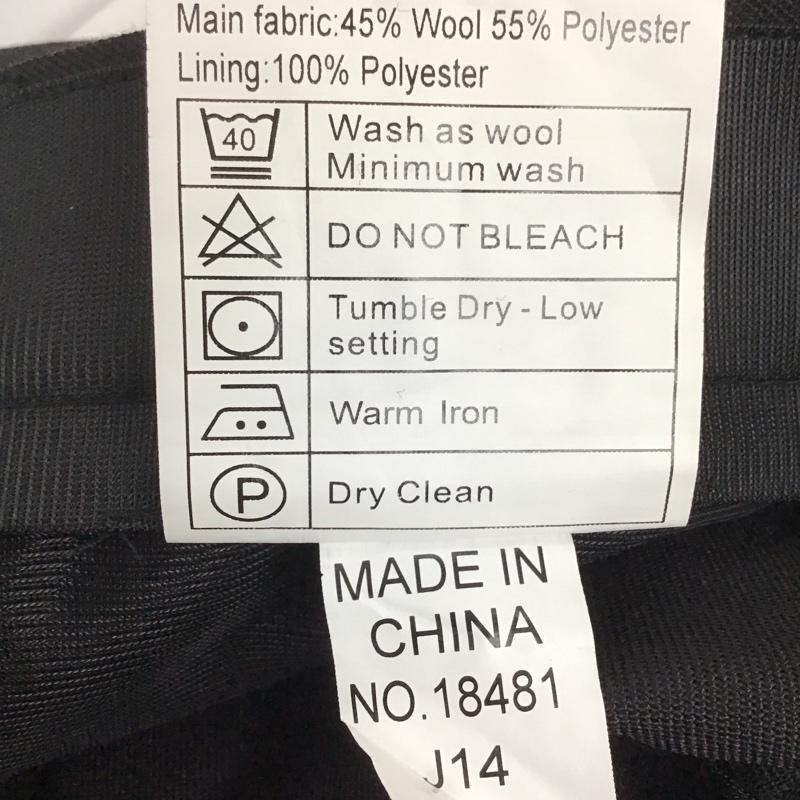 Main fabric:45% Wool 55% Polyester
Lining:100% Polyester
40
Wash as wool
Minimum wash
DO NOT BLEACH
Tumble Dry - Low
setting
Warm Iron
P
Dry Clean
MADE IN
CHINA
NO.18481
J14